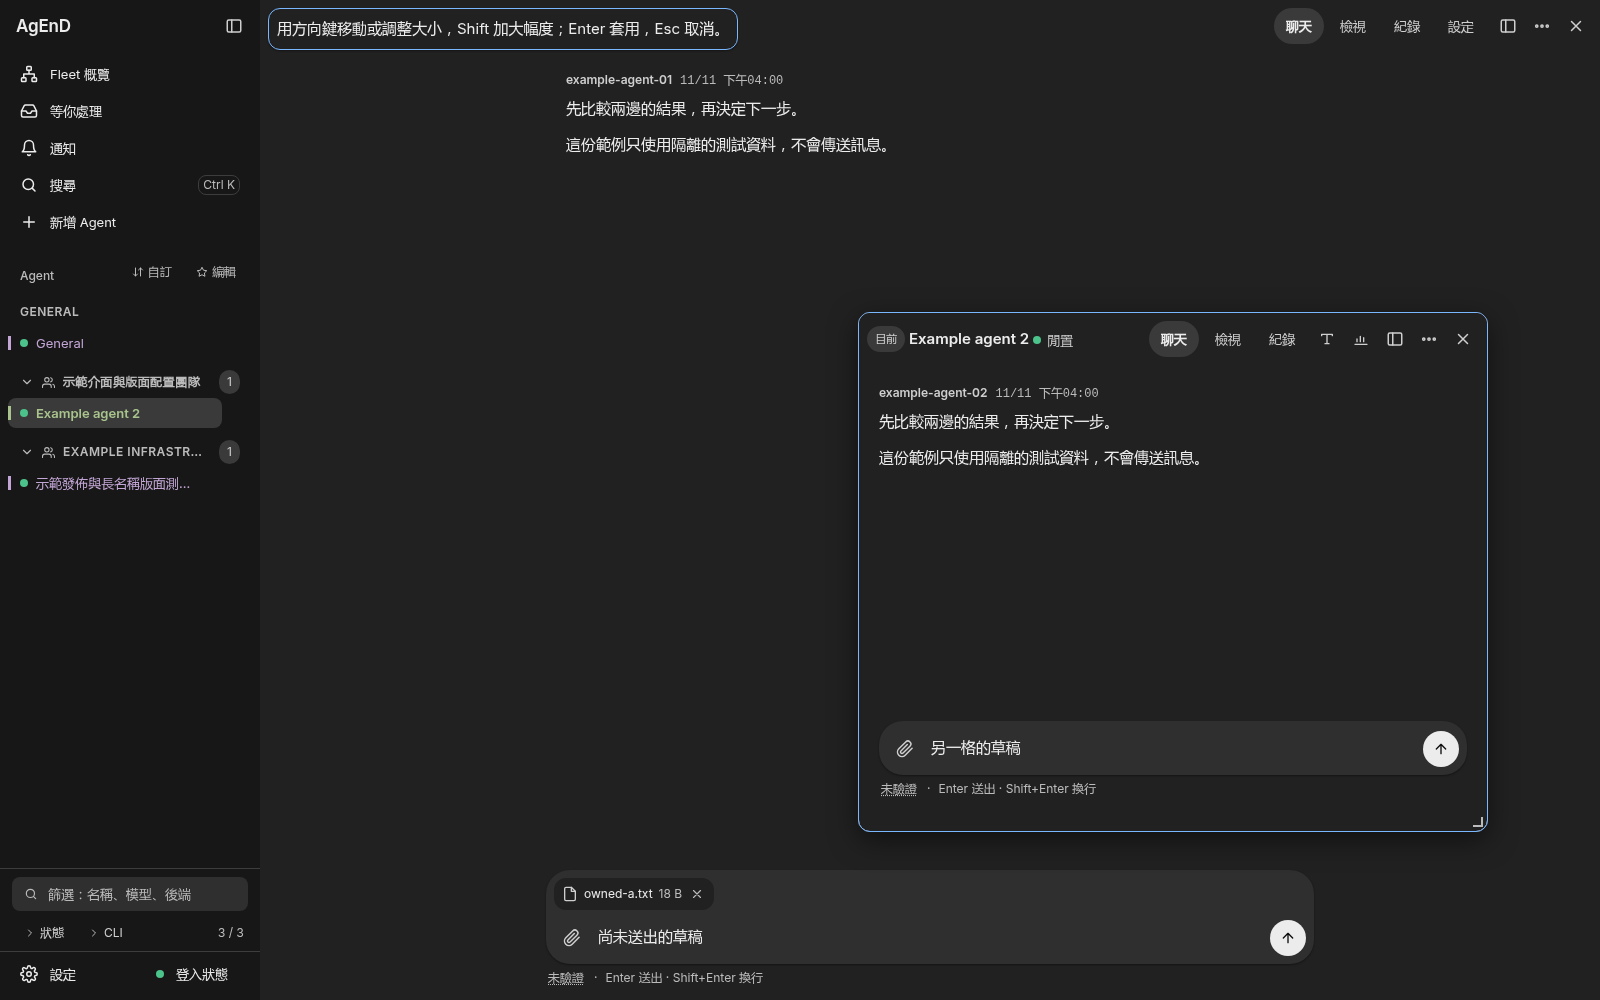 AgEnD
Fleet 概覽
等你處理
通知
搜尋 Ctrl K
新增 Agent
Agent 自訂 編輯
GENERAL
General
示範介面與版面配置團隊 1
Example agent 2
EXAMPLE INFRASTR... 1
示範發佈與長名稱版面測...
篩選：名稱、模型、後端
狀態 CLI 3 / 3
設定 登入狀態
用方向鍵移動或調整大小，Shift 加大幅度；Enter 套用，Esc 取消。
聊天 檢視 紀錄 設定
example-agent-01 11/11 下午04:00
先比較兩邊的結果，再決定下一步。
這份範例只使用隔離的測試資料，不會傳送訊息。
目前 Example agent 2 閒置 聊天 檢視 紀錄
example-agent-02 11/11 下午04:00
先比較兩邊的結果，再決定下一步。
這份範例只使用隔離的測試資料，不會傳送訊息。
另一格的草稿
未驗證 · Enter 送出 · Shift+Enter 換行
owned-a.txt 18 B
尚未送出的草稿
未驗證 · Enter 送出 · Shift+Enter 換行